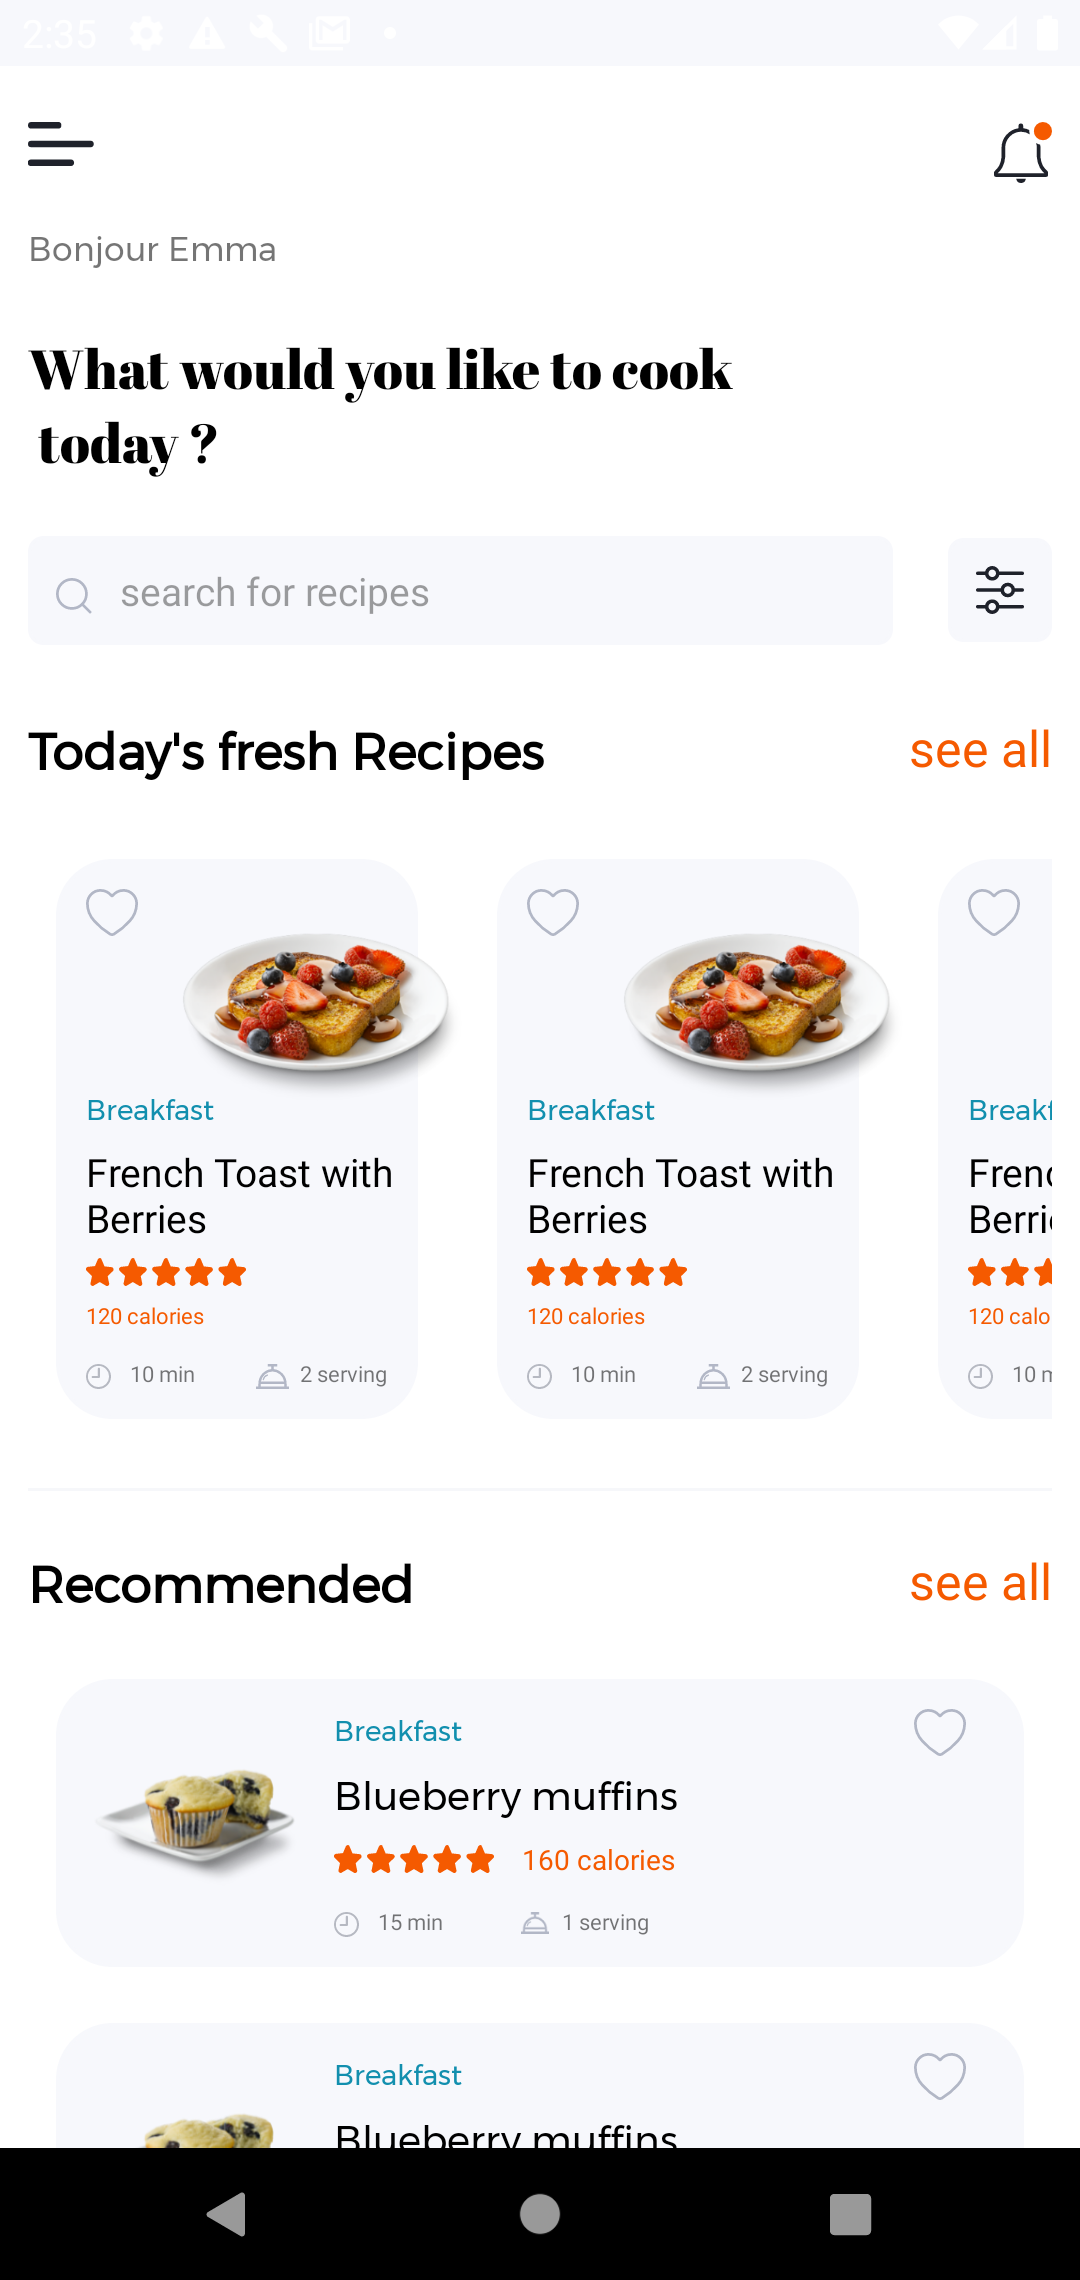 2:35
Bonjour Emma
What would you like to cook
today ?
search for recipes
Today's fresh Recipes
see all
Breakfast
French Toast with
Berries
120 calories
10 min
2 serving
Breakfast
French Toast with
Berries
120 calories
10 min
2 serving
Breakf
Frenc
Berri
120 calo
10 m
Recommended
see all
Breakfast
Blueberry muffins
160 calories
15 min
1 serving
Breakfast
Blueberry muffins